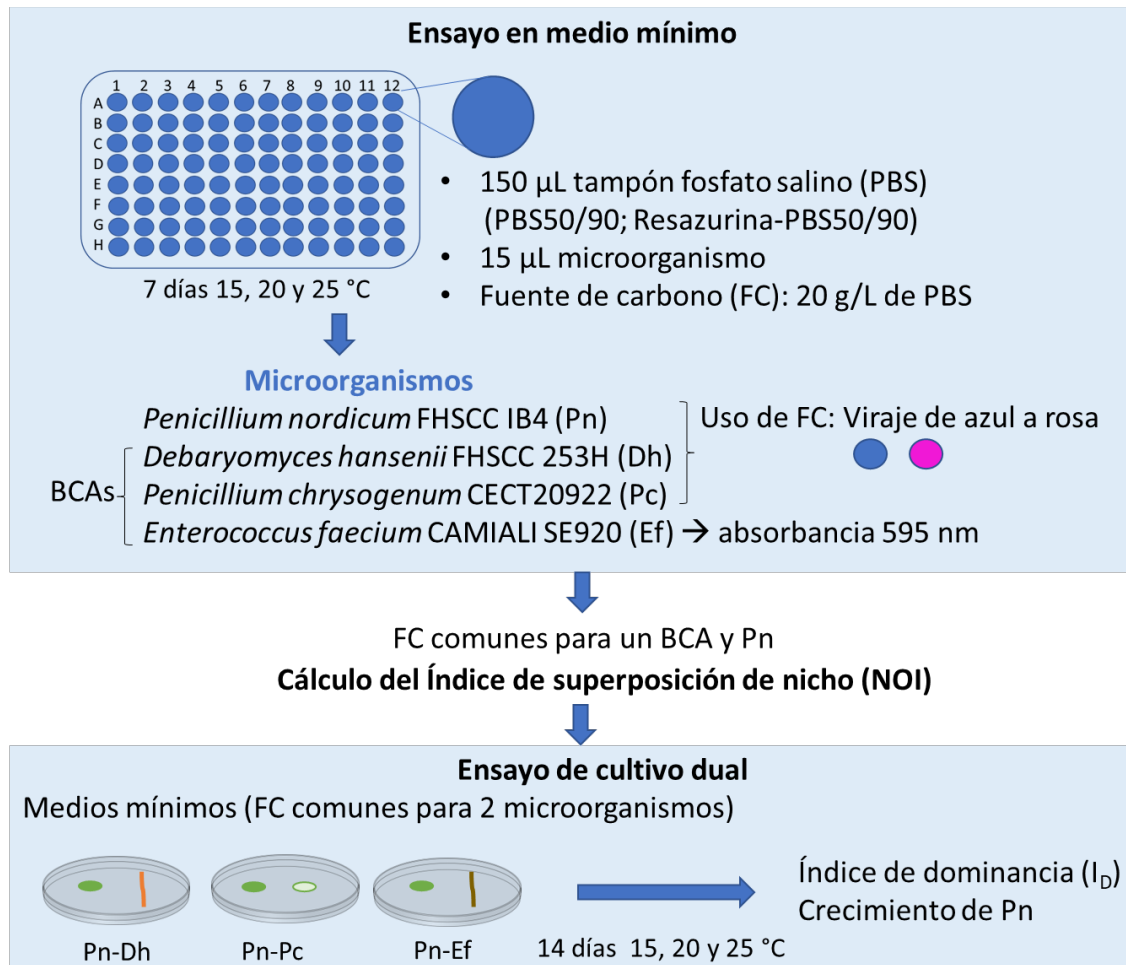 Ensayo en medio mínimo
1 2 3 4 5 6 7 8 9 10 11 12
A
B
C
D
E
F
G
H
• 150 µL tampón fosfato salino (PBS)
(PBS50/90; Resazurina-PBS50/90)
• 15 µL microorganismo
• Fuente de carbono (FC): 20 g/L de PBS
7 días 15, 20 y 25 °C
Microorganismos
Penicillium nordicum FHSCC IB4 (Pn)
Debaryomyces hansenii FHSCC 253H (Dh)
Penicillium chrysogenum CECT20922 (Pc)
Enterococcus faecium CAMIALI SE920 (Ef) → absorbancia 595 nm
BCAs
Uso de FC: Viraje de azul a rosa
FC comunes para un BCA y Pn
Cálculo del Índice de superposición de nicho (NOI)
Ensayo de cultivo dual
Medios mínimos (FC comunes para 2 microorganismos)
Pn-Dh
Pn-Pc
Pn-Ef
14 días 15, 20 y 25 °C
Índice de dominancia (I_D)
Crecimiento de Pn